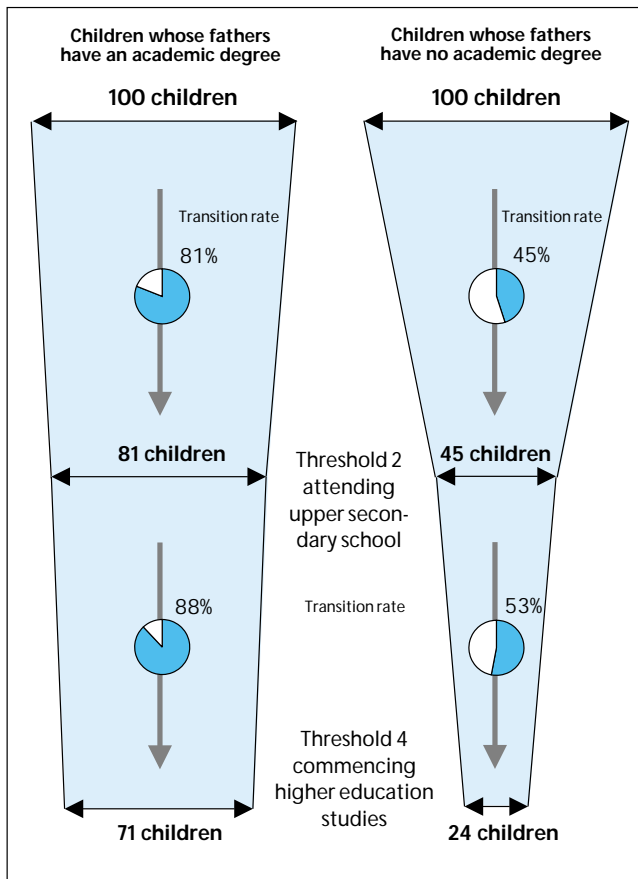 Children whose fathers
have an academic degree
Children whose fathers
have no academic degree
100 children
100 children
Transition rate
81%
Transition rate
45%
81 children
Threshold 2
attending
upper secon-
dary school
45 children
88%
Transition rate
53%
Threshold 4
commencing
higher education
studies
71 children
24 children